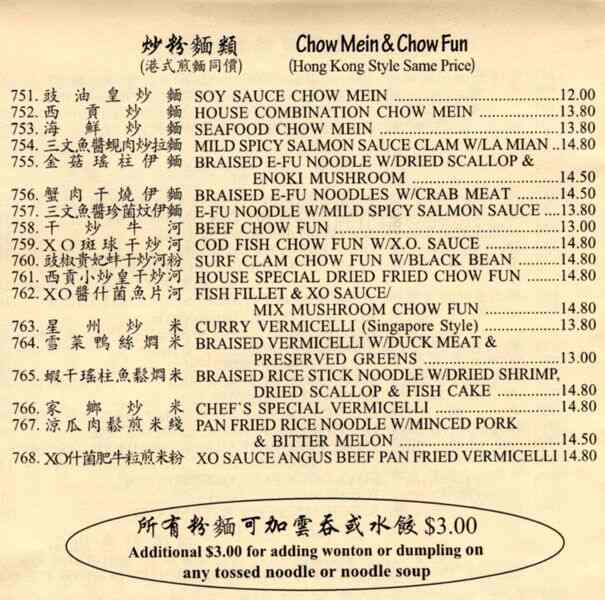 炒粉麵類 Chow Mein & Chow Fun
(港式煎麵同價) (Hong Kong Style Same Price)
751. 豉油皇炒麵 SOY SAUCE CHOW MEIN 12.00
752. 西貢炒麵 HOUSE COMBINATION CHOW MEIN 13.80
753. 海鮮炒麵 SEAFOOD CHOW MEIN 13.80
754. 三文魚醬蜆肉炒拉麵 MILD SPICY SALMON SAUCE CLAM W/LA MIAN 14.80
755. 金菇瑤柱伊麵 BRAISED E-FU NOODLE W/DRIED SCALLOP &
ENOKI MUSHROOM 14.50
756. 蟹肉干燒伊麵 BRAISED E-FU NOODLES W/CRAB MEAT 14.50
757. 三文魚醬珍菌炆伊麵 E-FU NOODLE W/MILD SPICY SALMON SAUCE 13.80
758. 干炒牛河 BEEF CHOW FUN 13.00
759. XO斑球干炒河 COD FISH CHOW FUN W/X.O. SAUCE 14.80
760. 豉椒貴妃蚌干炒河粉 SURF CLAM CHOW FUN W/BLACK BEAN 14.80
761. 西貢小炒皇干炒河 HOUSE SPECIAL DRIED FRIED CHOW FUN 14.80
762. XO醬什菌魚片河 FISH FILLET & XO SAUCE/
MIX MUSHROOM CHOW FUN 14.80
763. 星州炒米 CURRY VERMICELLI (Singapore Style) 13.80
764. 雪菜鴨絲燜米 BRAISED VERMICELLI W/DUCK MEAT &
PRESERVED GREENS 13.00
765. 蝦干瑤柱魚鬆燜米 BRAISED RICE STICK NOODLE W/DRIED SHRIMP,
DRIED SCALLOP & FISH CAKE 14.80
766. 家鄉炒米 CHEF`S SPECIAL VERMICELLI 14.80
767. 涼瓜肉鬆煎米綫 PAN FRIED RICE NOODLE W/MINCED PORK
& BITTER MELON 14.50
768. XO什菌肥牛粒煎米粉 XO SAUCE ANGUS BEEF PAN FRIED VERMICELLI 14.80
所有粉麵可加雲吞或水餃 $3.00
Additional $3.00 for adding wonton or dumpling on
any tossed noodle or noodle soup